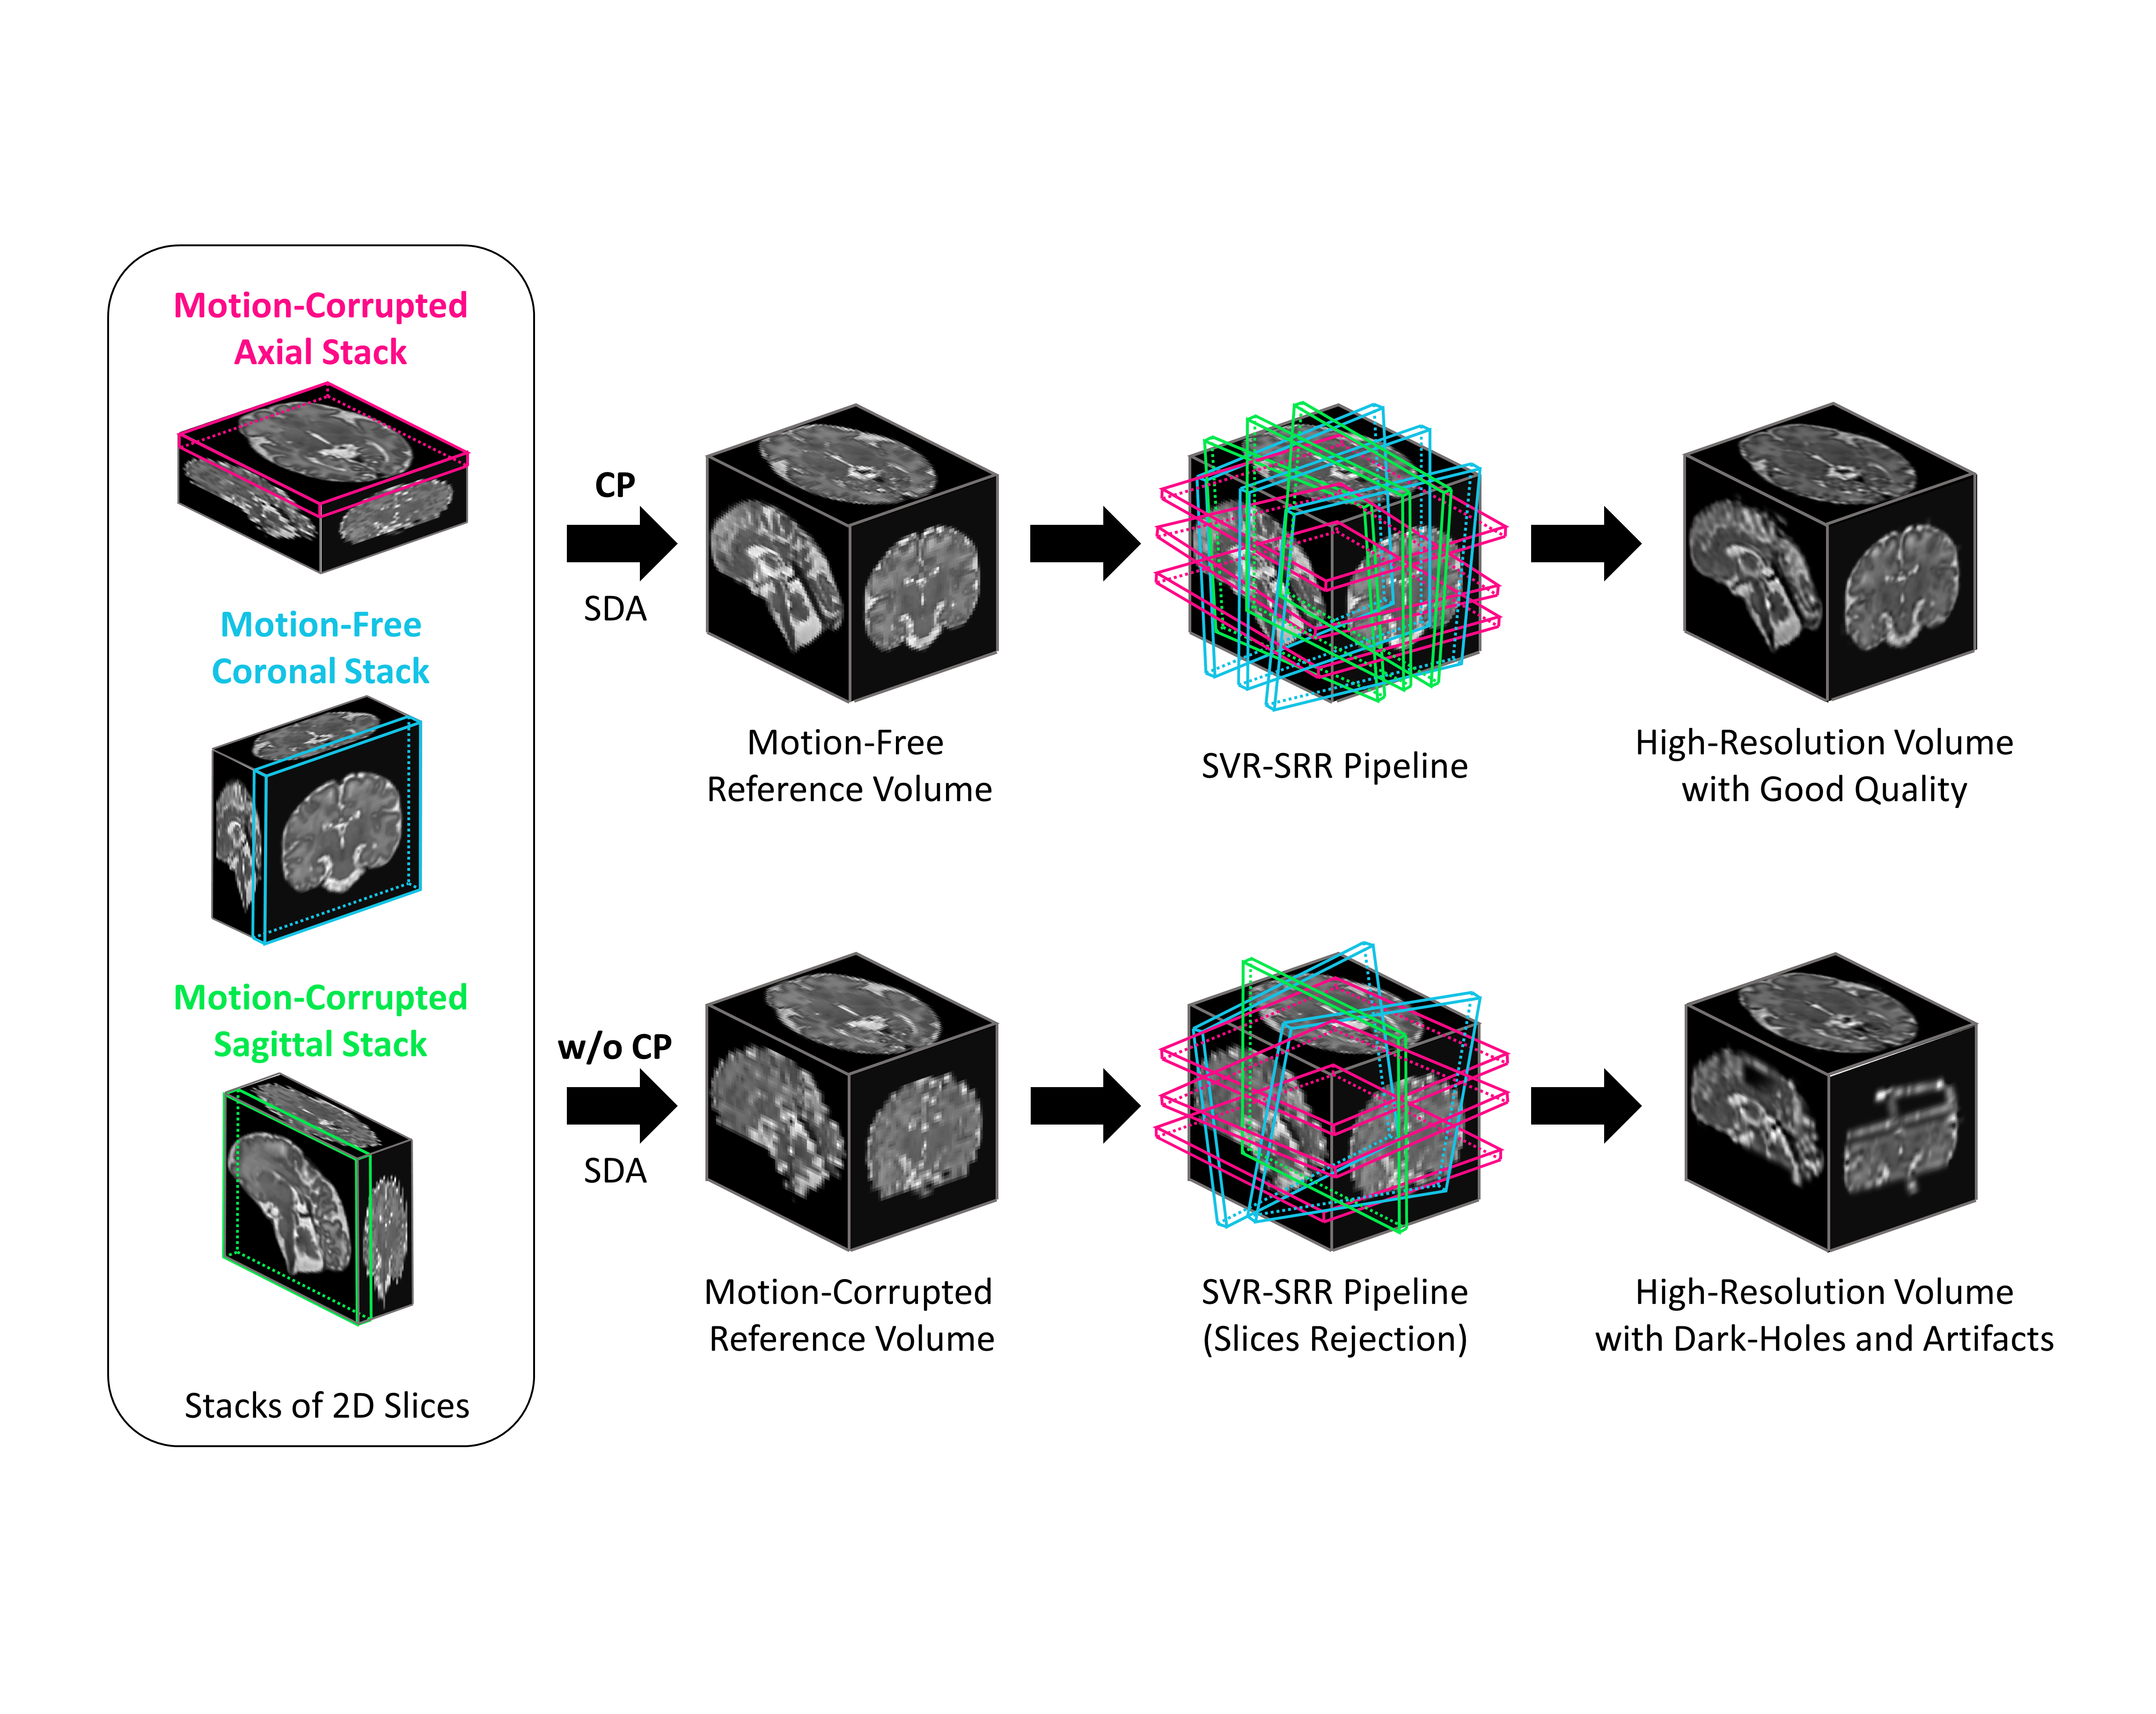 Motion-Corrupted
Axial Stack
Motion-Free
Coronal Stack
Motion-Corrupted
Sagittal Stack
Stacks of 2D Slices
CP
SDA
Motion-Free
Reference Volume
SVR-SRR Pipeline
High-Resolution Volume
with Good Quality
w/o CP
SDA
Motion-Corrupted
Reference Volume
SVR-SRR Pipeline
(Slices Rejection)
High-Resolution Volume
with Dark-Holes and Artifacts